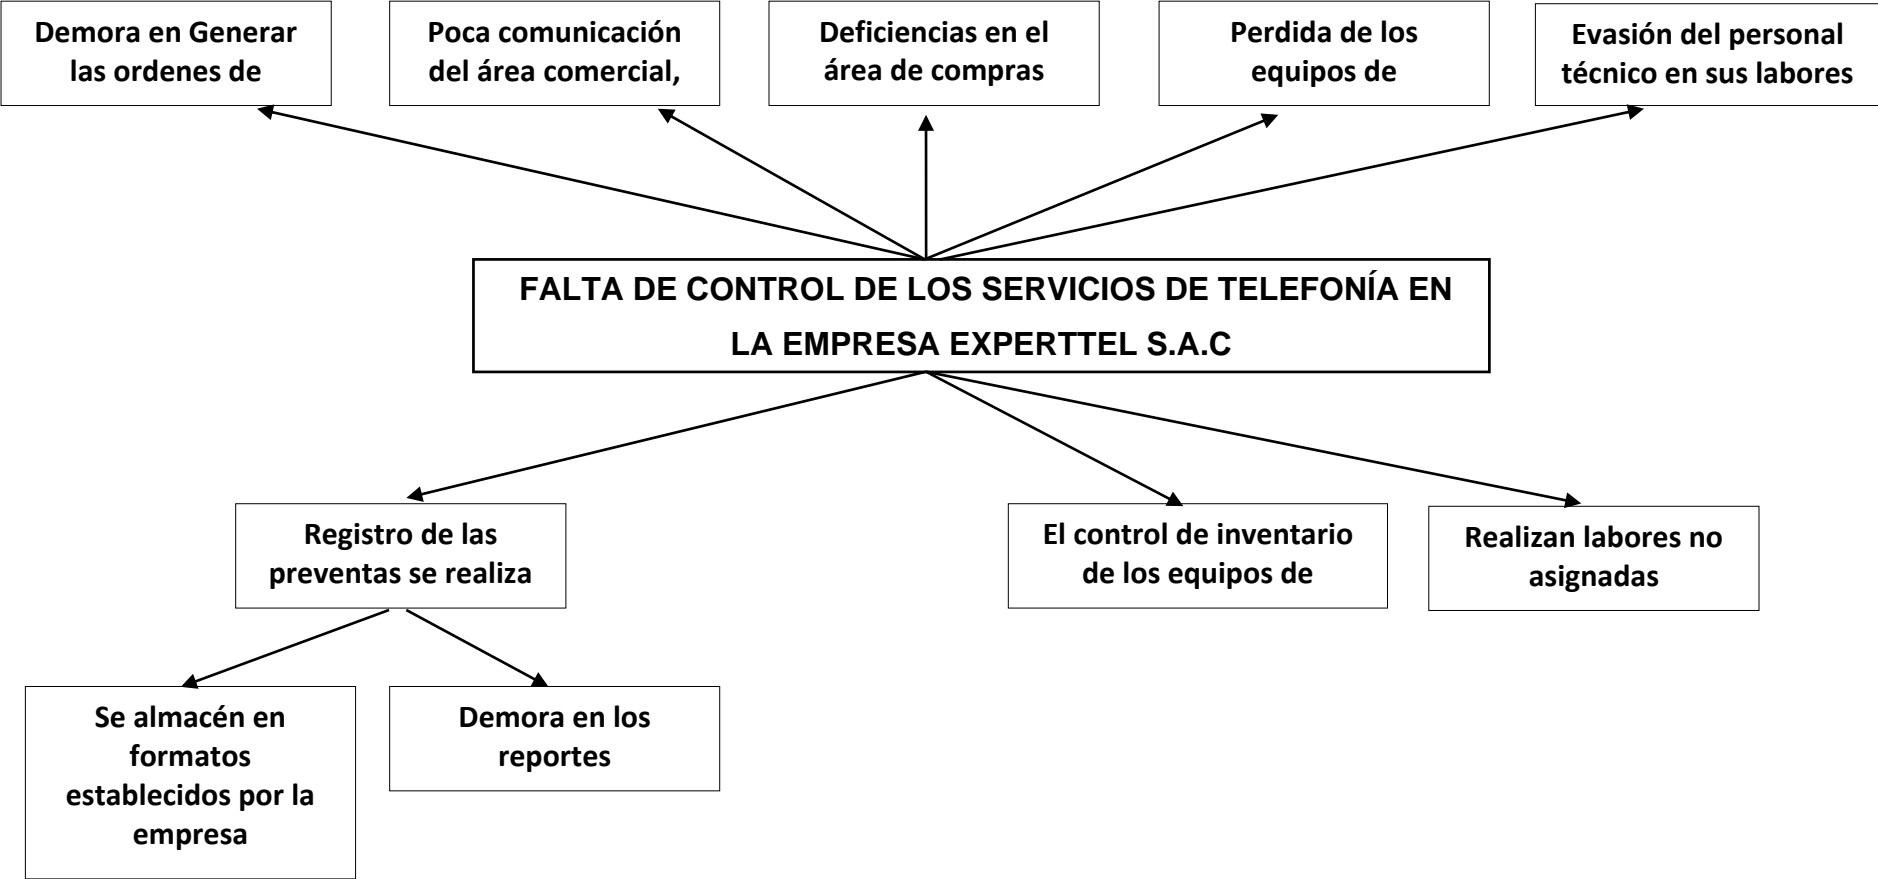 Demora en Generar
las ordenes de
Poca comunicación
del área comercial,
Deficiencias en el
área de compras
Perdida de los
equipos de
Evasión del personal
técnico en sus labores
FALTA DE CONTROL DE LOS SERVICIOS DE TELEFONÍA EN
LA EMPRESA EXPERTTEL S.A.C
Registro de las
preventas se realiza
El control de inventario
de los equipos de
Realizan labores no
asignadas
Se almacén en
formatos
establecidos por la
empresa
Demora en los
reportes